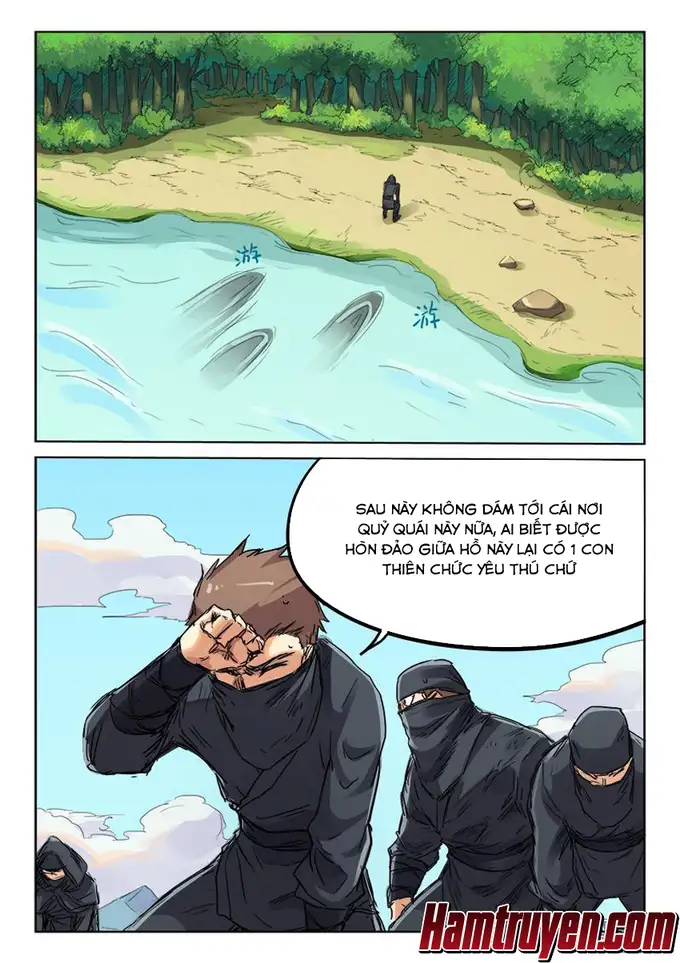 游
游
SAU NÀY KHÔNG DÁM TỚI CÁI NƠI
QUỶ QUÁI NÀY NỮA, AI BIẾT ĐƯỢC
HÒN ĐẢO GIỮA HỒ NÀY LẠI CÓ 1 CON
THIÊN CHỨC YÊU THÚ CHỨ
Hamtruyen.com